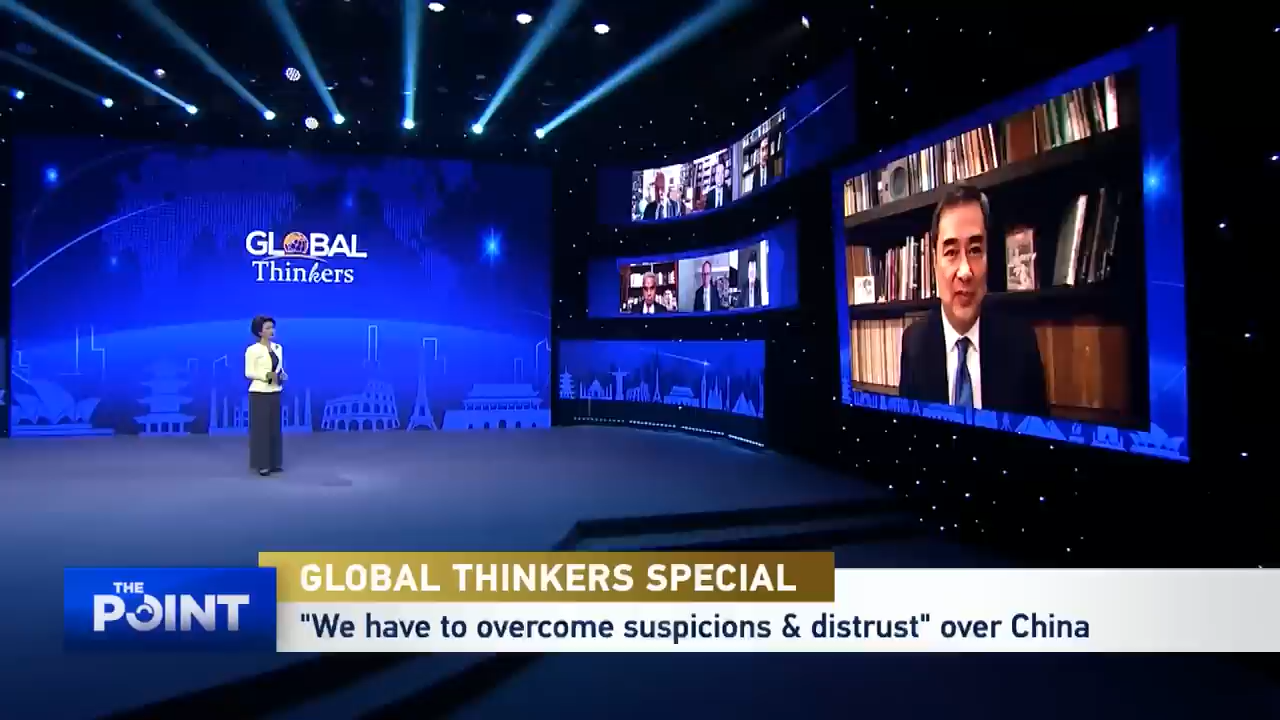 GLOBAL
Thinkers
THE
POINT
GLOBAL THINKERS SPECIAL
"We have to overcome suspicions & distrust" over China